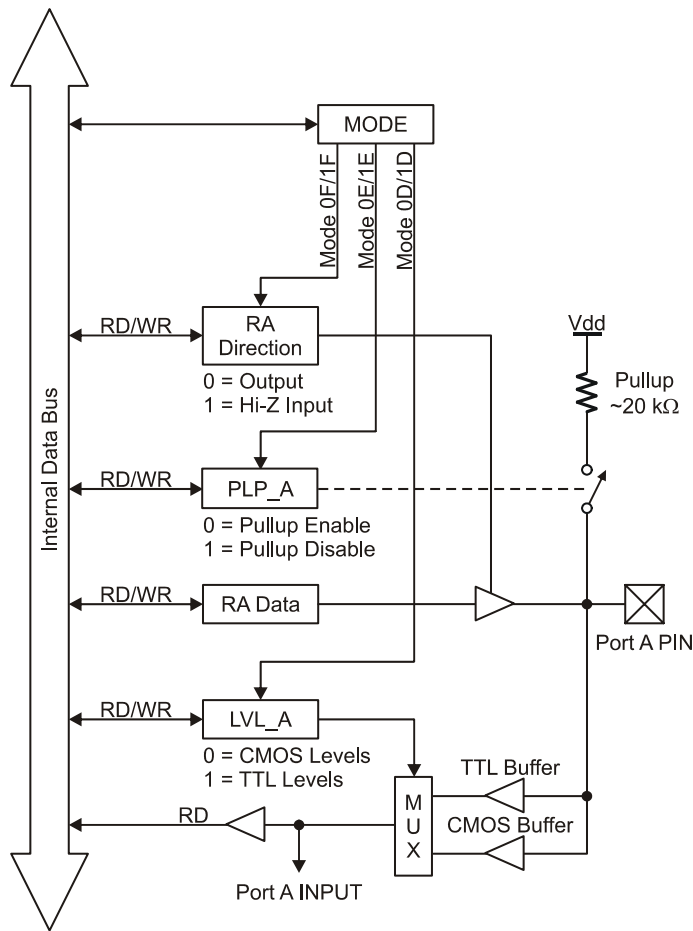 MODE
Mode 0F/1F
Mode 0E/1E
Mode 0D/1D
Internal Data Bus
RD/WR
RA
Direction
0 = Output
1 = Hi-Z Input
Vdd
Pullup
~20 kΩ
RD/WR
PLP_A
0 = Pullup Enable
1 = Pullup Disable
RD/WR
RA Data
Port A PIN
RD/WR
LVL_A
0 = CMOS Levels
1 = TTL Levels
TTL Buffer
M
U
X
CMOS Buffer
RD
Port A INPUT